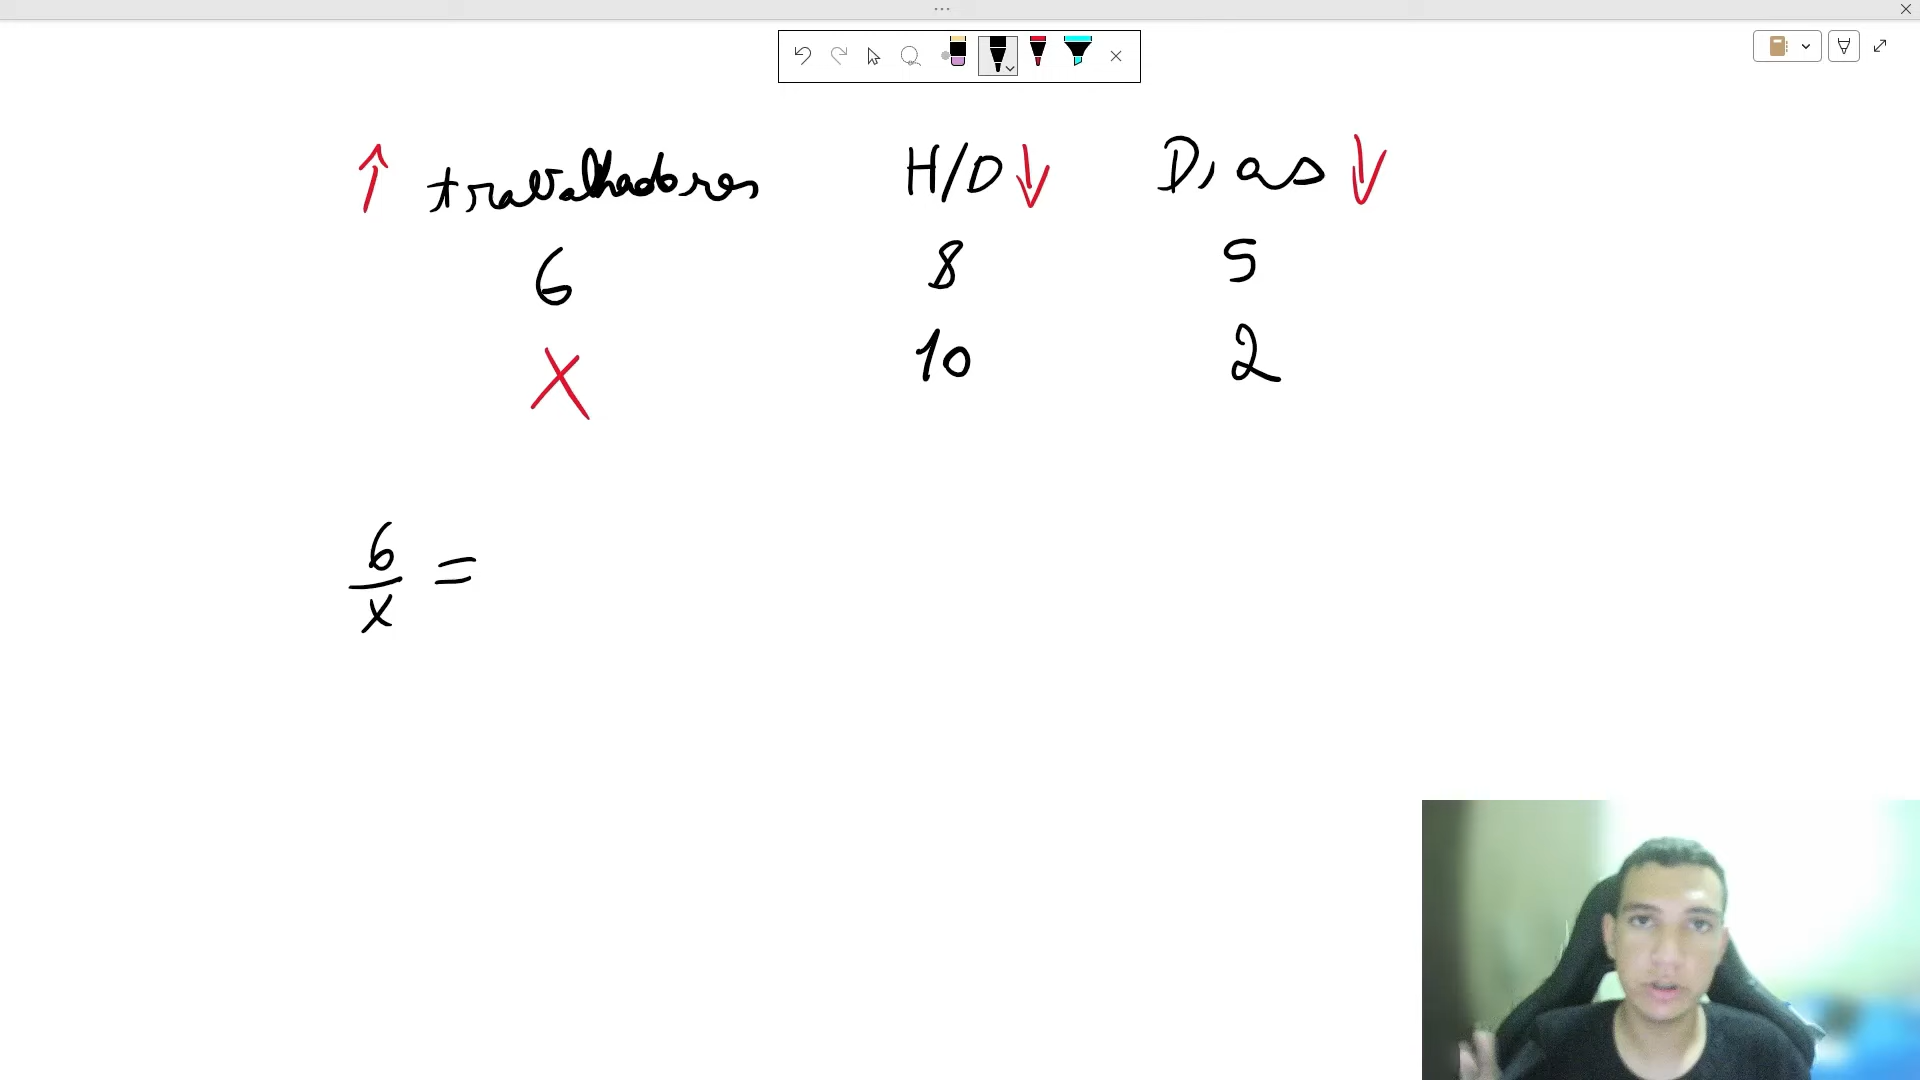 ↑ trabalhadores H/D ↓ Dias ↓
6 8 5
X 10 2
6/x =